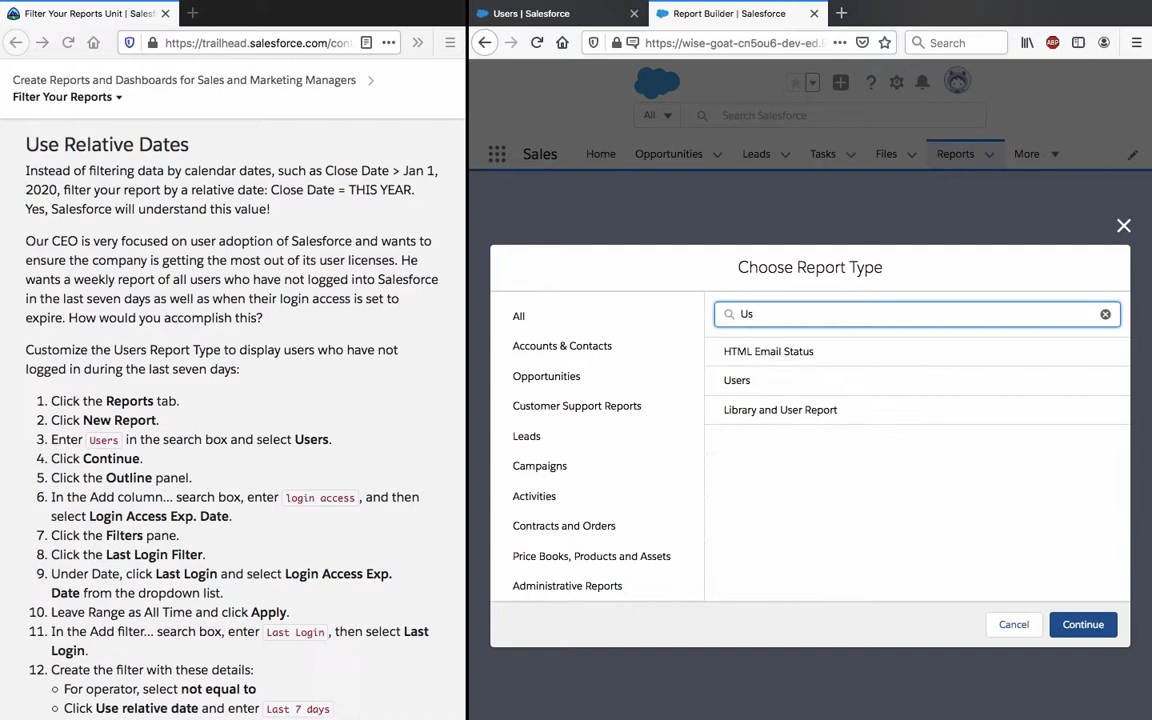 Filter Your Reports Unit | Salesf
https://trailhead.salesforce.com/con
Create Reports and Dashboards for Sales and Marketing Managers
Filter Your Reports
Use Relative Dates
Instead of filtering data by calendar dates, such as Close Date > Jan 1,
2020, filter your report by a relative date: Close Date = THIS YEAR.
Yes, Salesforce will understand this value!
Our CEO is very focused on user adoption of Salesforce and wants to
ensure the company is getting the most out of its user licenses. He
wants a weekly report of all users who have not logged into Salesforce
in the last seven days as well as when their login access is set to
expire. How would you accomplish this?
Customize the Users Report Type to display users who have not
logged in during the last seven days:
1. Click the Reports tab.
2. Click New Report.
3. Enter Users in the search box and select Users.
4. Click Continue.
5. Click the Outline panel.
6. In the Add column... search box, enter login access, and then
select Login Access Exp. Date.
7. Click the Filters pane.
8. Click the Last Login Filter.
9. Under Date, click Last Login and select Login Access Exp.
Date from the dropdown list.
10. Leave Range as All Time and click Apply.
11. In the Add filter... search box, enter Last Login, then select Last
Login.
12. Create the filter with these details:
For operator, select not equal to
Click Use relative date and enter Last 7 days
Users | Salesforce
Report Builder | Salesforce
https://wise-goat-cn5ou6-dev-ed.l
Search
ABP
All
Search Salesforce
Sales
Home
Opportunities
Leads
Tasks
Files
Reports
More
Choose Report Type
All
Accounts & Contacts
Opportunities
Customer Support Reports
Leads
Campaigns
Activities
Contracts and Orders
Price Books, Products and Assets
Administrative Reports
Us
HTML Email Status
Users
Library and User Report
Cancel
Continue